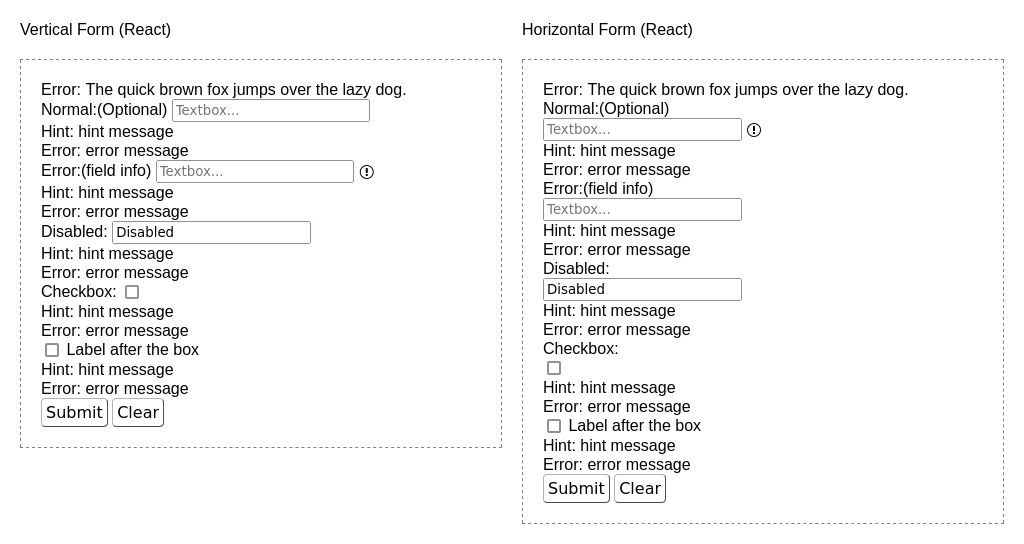 Vertical Form (React)
Error: The quick brown fox jumps over the lazy dog.
Normal:(Optional) Textbox...
Hint: hint message
Error: error message
Error:(field info) Textbox...
Hint: hint message
Error: error message
Disabled: Disabled
Hint: hint message
Error: error message
Checkbox:
Hint: hint message
Error: error message
Label after the box
Hint: hint message
Error: error message
Submit Clear
Horizontal Form (React)
Error: The quick brown fox jumps over the lazy dog.
Normal:(Optional)
Textbox...
Hint: hint message
Error: error message
Error:(field info)
Textbox...
Hint: hint message
Error: error message
Disabled:
Disabled
Hint: hint message
Error: error message
Checkbox:
Hint: hint message
Error: error message
Label after the box
Hint: hint message
Error: error message
Submit Clear